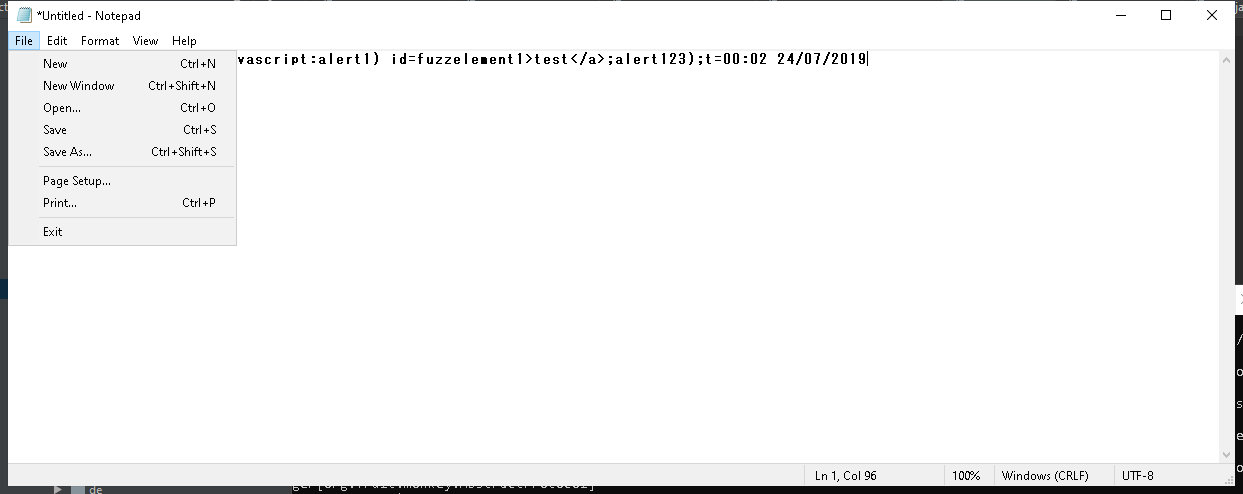 *Untitled - Notepad
File Edit Format View Help
vascript:alert1) id=fuzzelement1>test</a>;alert123);t=00:02 24/07/2019
New Ctrl+N
New Window Ctrl+Shift+N
Open... Ctrl+O
Save Ctrl+S
Save As... Ctrl+Shift+S
Page Setup...
Print... Ctrl+P
Exit
Ln 1, Col 96 100% Windows (CRLF) UTF-8
de